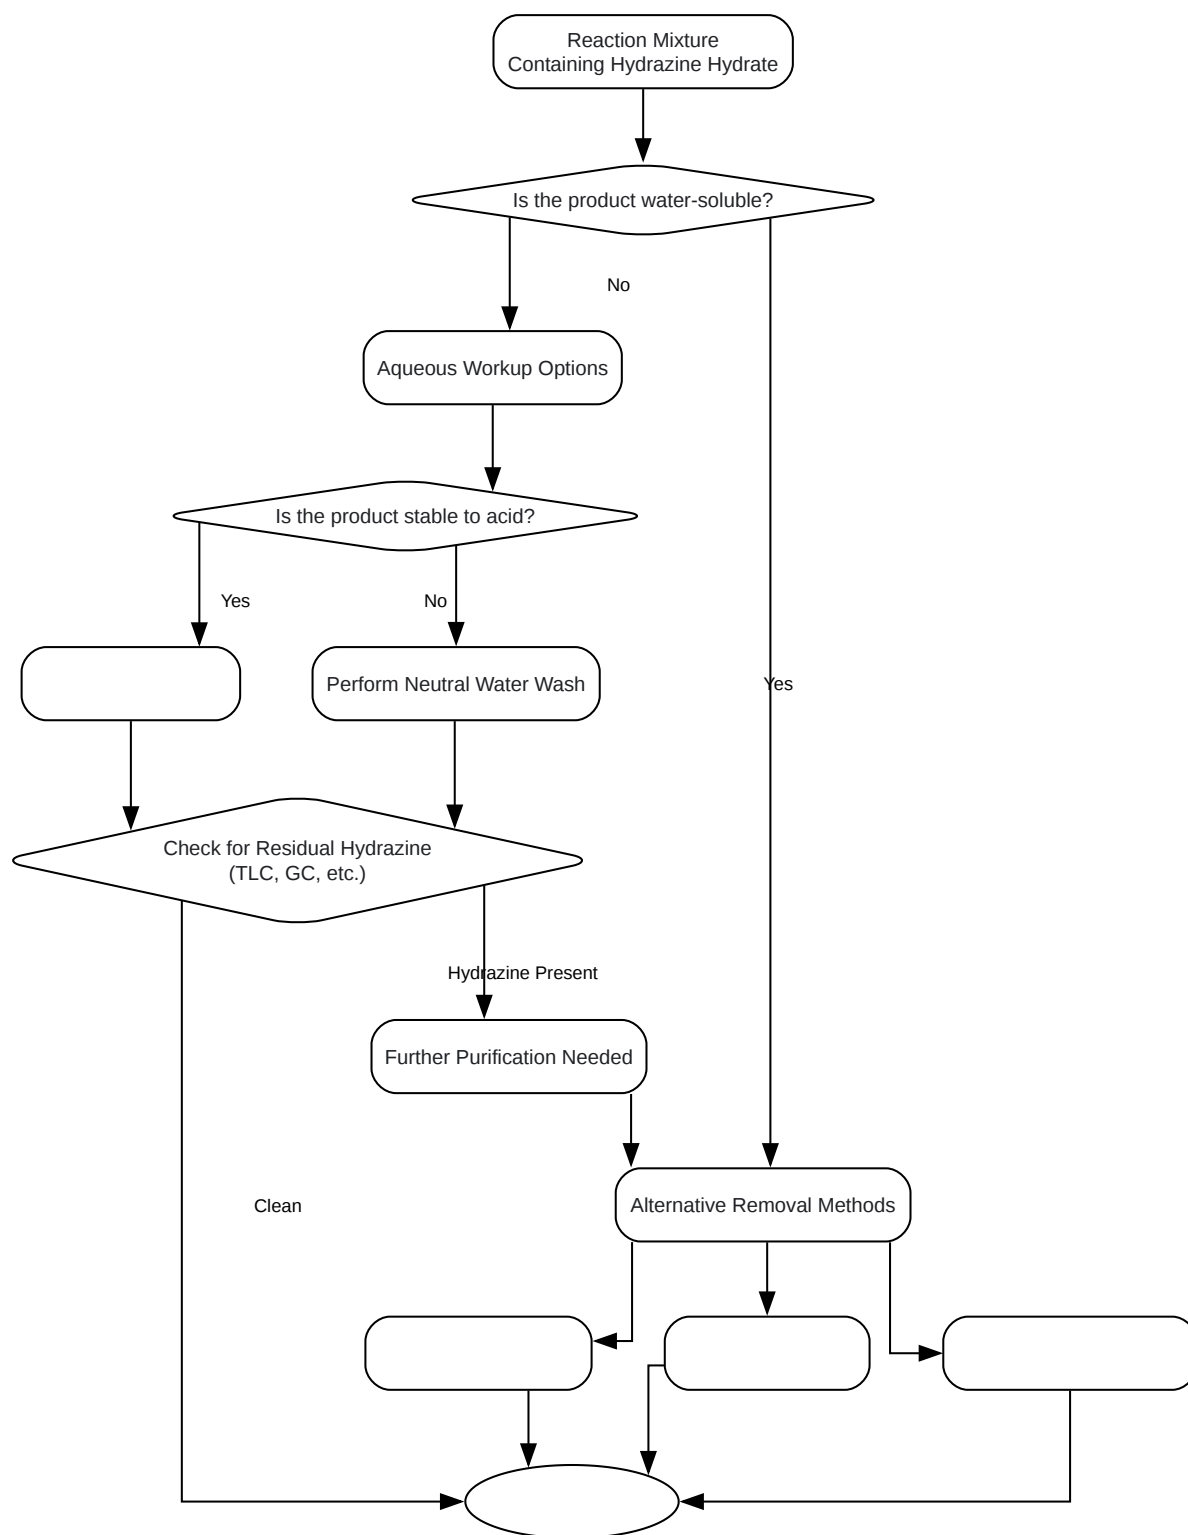 Reaction Mixture
Containing Hydrazine Hydrate
Is the product water-soluble?
No
Aqueous Workup Options
Is the product stable to acid?
Yes
No
Perform Neutral Water Wash
Yes
Check for Residual Hydrazine
(TLC, GC, etc.)
Hydrazine Present
Further Purification Needed
Clean
Alternative Removal Methods